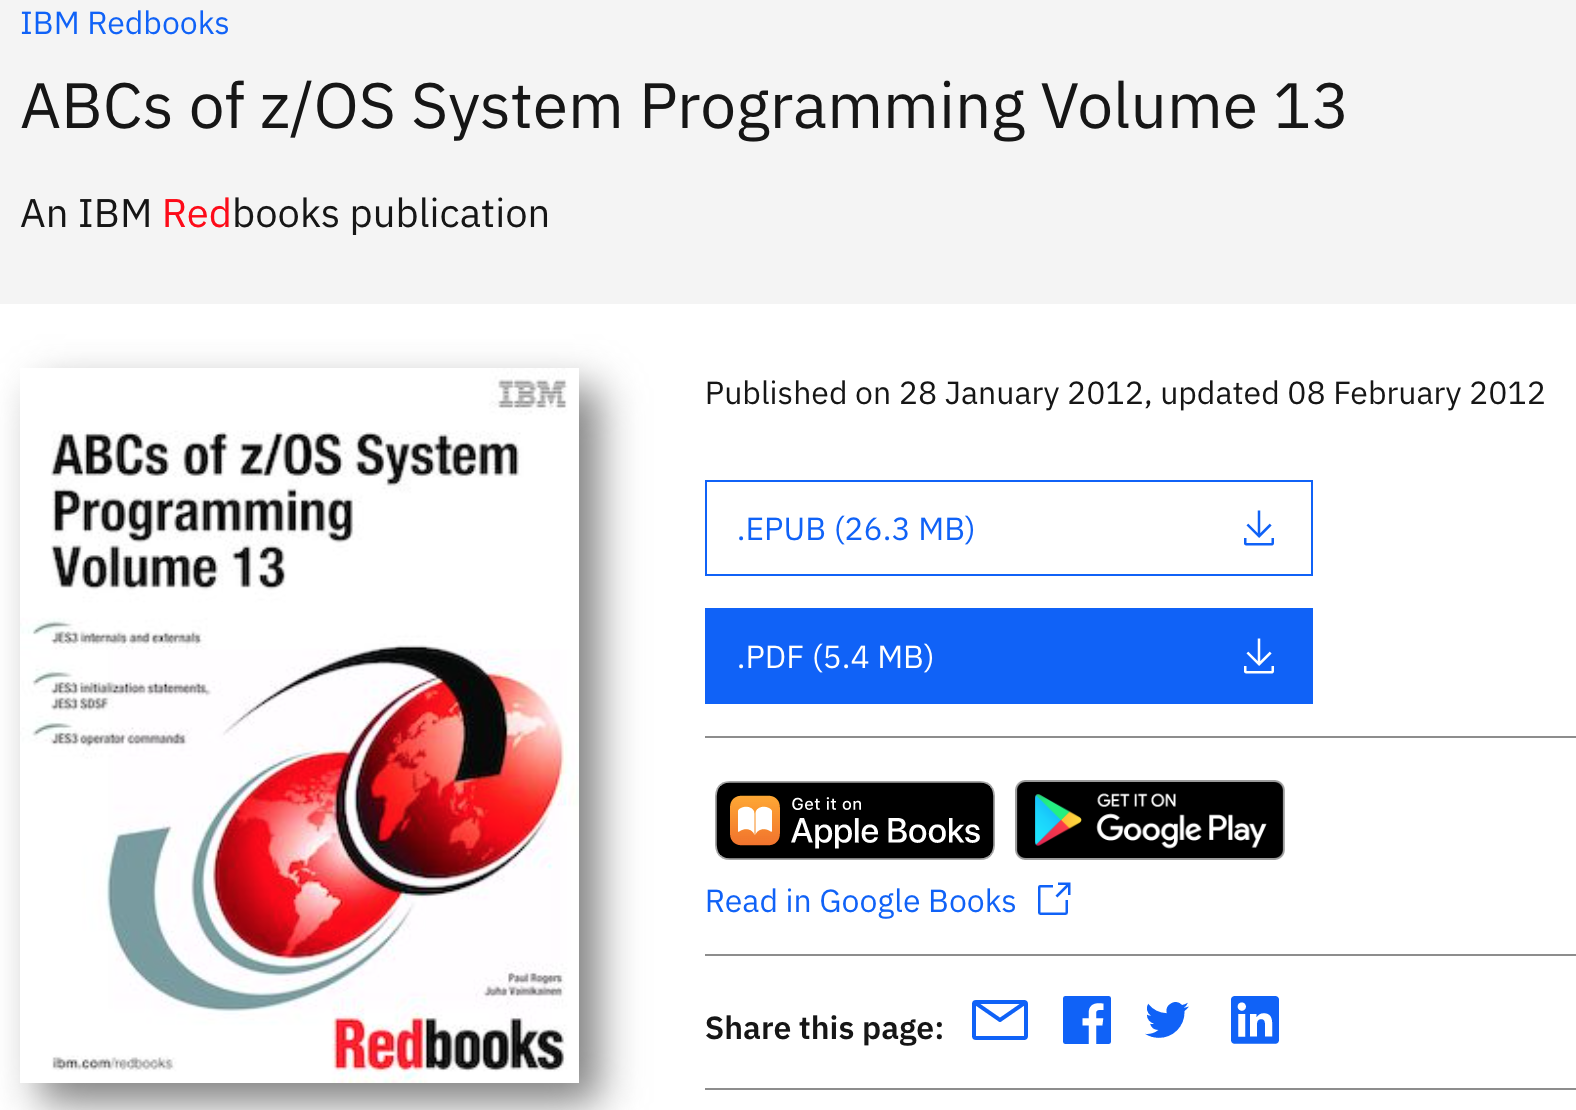 IBM Redbooks
ABCs of z/OS System Programming Volume 13
An IBM Redbooks publication
IBM
ABCs of z/OS System
Programming
Volume 13
JES3 internals and externals
JES3 initialization statements,
JES3 SDSF
JES3 operator commands
Paul Rogers
Juha Vainikainen
Redbooks
ibm.com/redbooks
Published on 28 January 2012, updated 08 February 2012
.EPUB (26.3 MB)
.PDF (5.4 MB)
Get it on
Apple Books
GET IT ON
Google Play
Read in Google Books
Share this page: